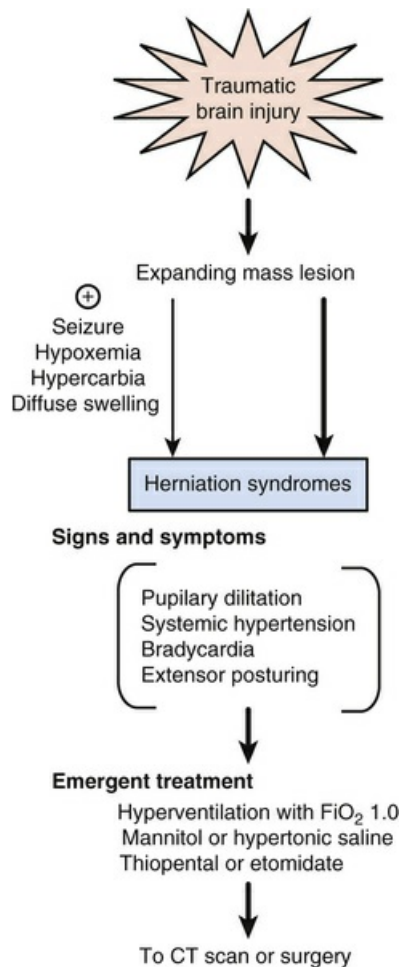 Traumatic
brain injury
Expanding mass lesion
+
Seizure
Hypoxemia
Hypercarbia
Diffuse swelling
Herniation syndromes
Signs and symptoms
Pupilary dilitation
Systemic hypertension
Bradycardia
Extensor posturing
Emergent treatment
Hyperventilation with FiO₂ 1.0
Mannitol or hypertonic saline
Thiopental or etomidate
To CT scan or surgery